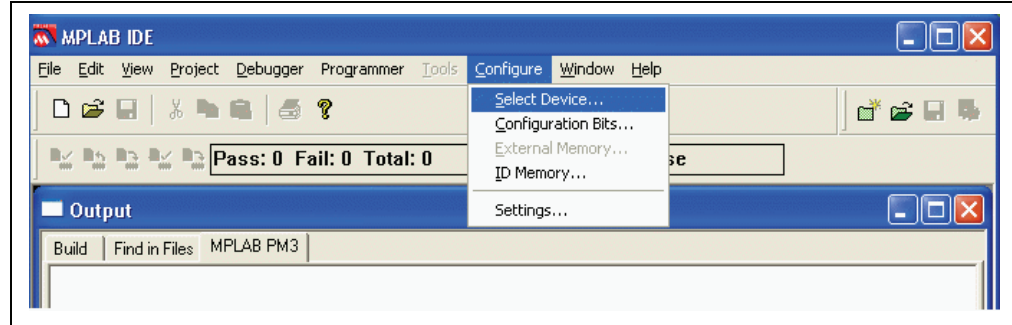 MPLAB IDE
File Edit View Project Debugger Programmer Tools Configure Window Help
Select Device...
Configuration Bits...
External Memory...
ID Memory...
Settings...
Pass: 0 Fail: 0 Total: 0
Output
Build Find in Files MPLAB PM3